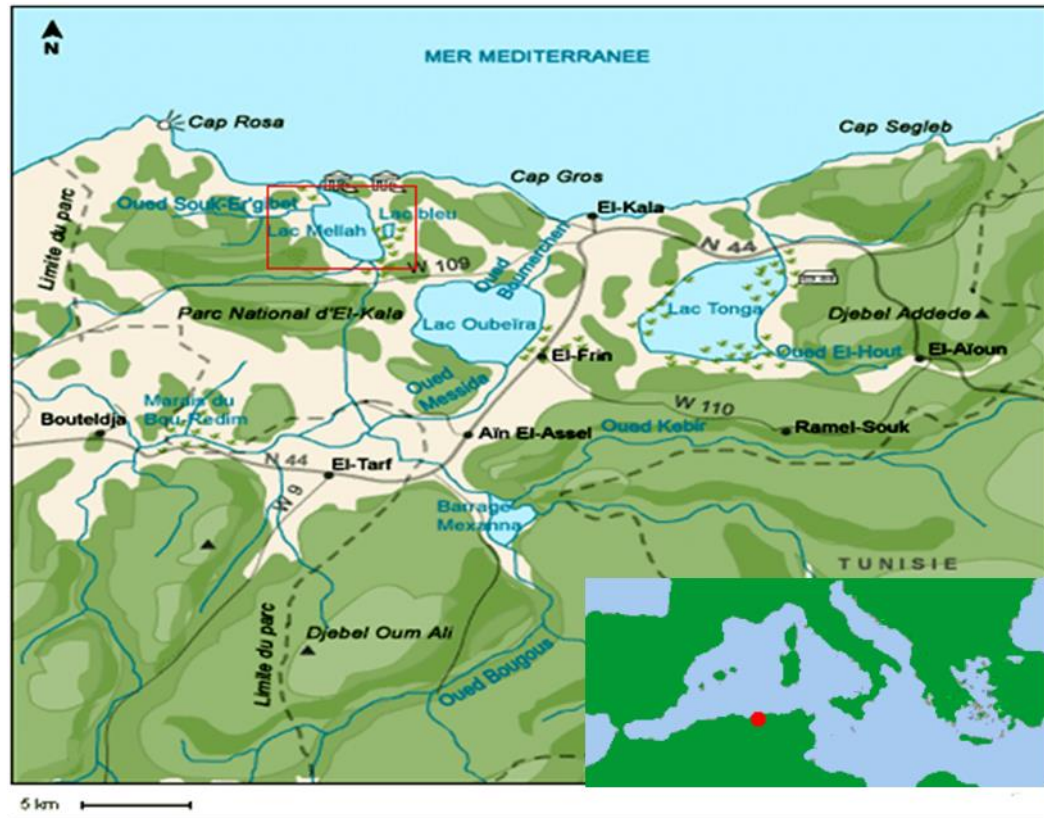 N
MER MEDITERRANEE
Cap Rosa
Cap Segleb
Cap Gros
Oued Souk-Er'gibet
El-Kala
Lac bleu
Lac Mellah
N 44
Limite du parc
W 109
Oued
Boumerchen
Parc National d'El-Kala
Lac Oubeïra
Lac Tonga
Djebel Addede
El-Frin
Oued El-Hout
El-Aïoun
Oued
Messida
Marais du
Bou-Redim
W 110
Bouteldja
Aïn El-Assel
Oued Kebir
Ramel-Souk
N 44
El-Tarf
W 9
Barrage
Mexanna
TUNISIE
Limite du parc
Djebel Oum Ali
Oued Bougous
5 km